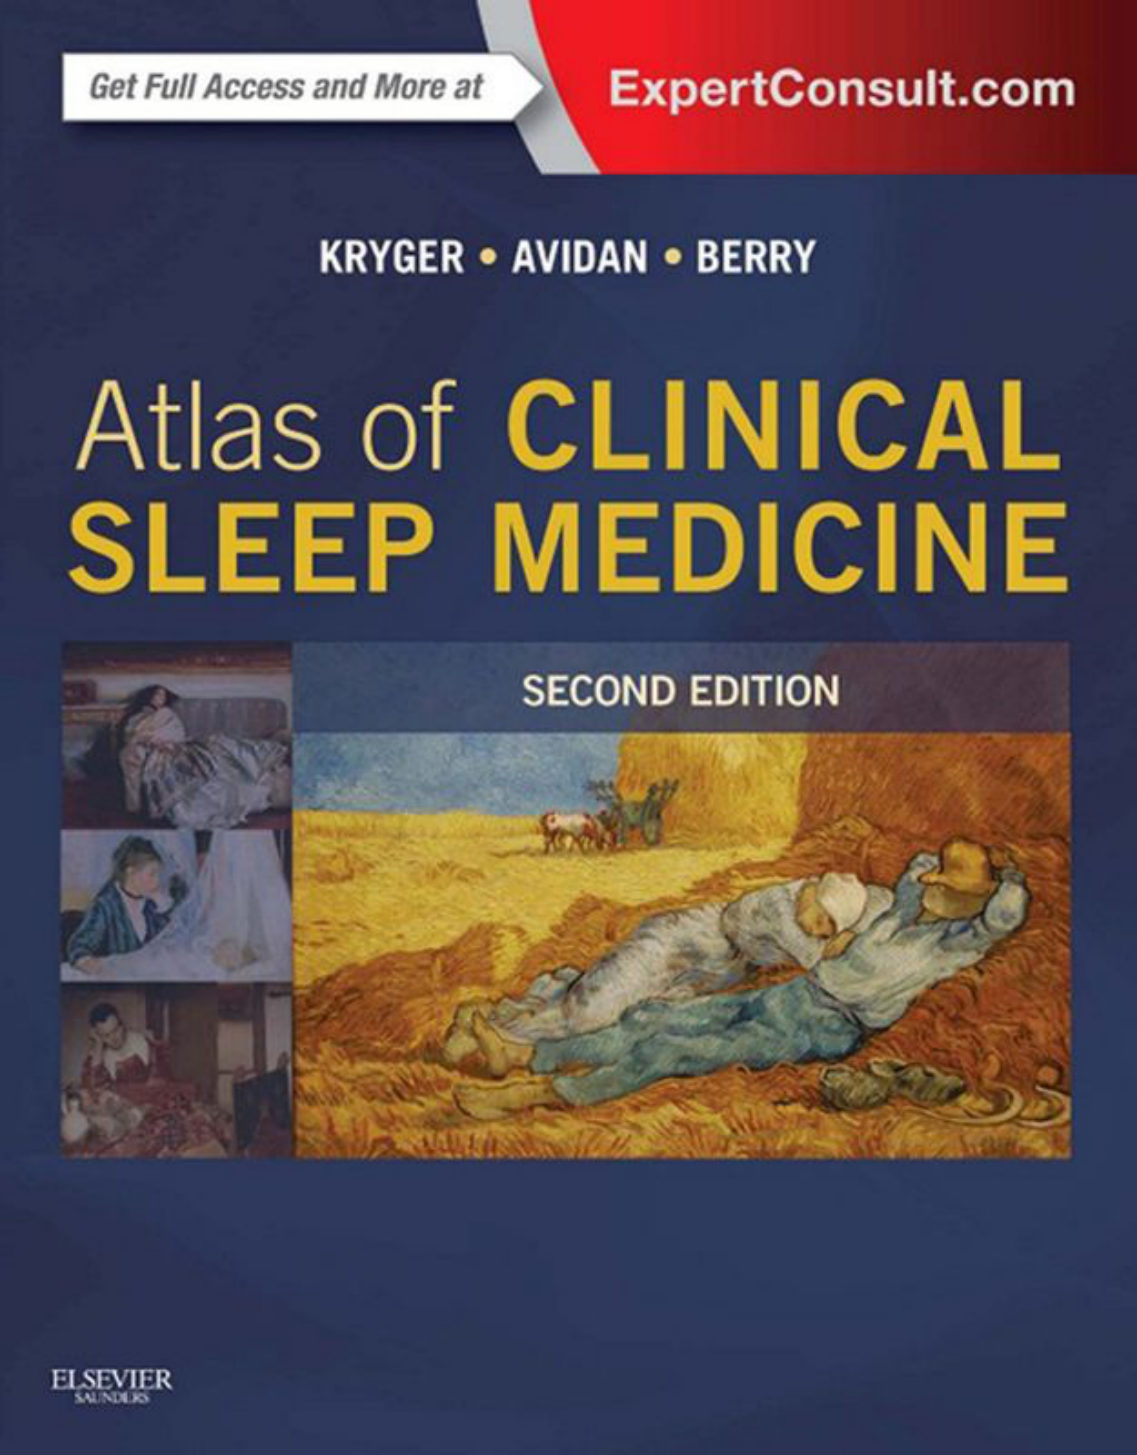 Get Full Access and More at
ExpertConsult.com
KRYGER • AVIDAN • BERRY
Atlas of CLINICAL
SLEEP MEDICINE
SECOND EDITION
ELSEVIER
SAUNDERS